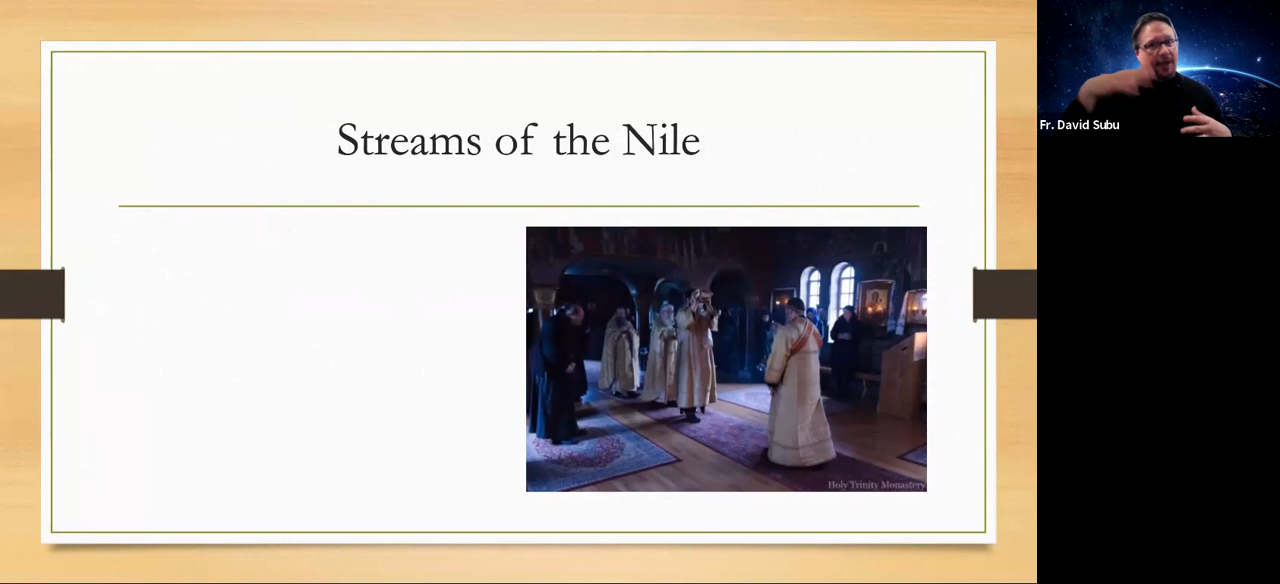 Streams of the Nile
Fr. David Subu
Holy Trinity Monastery